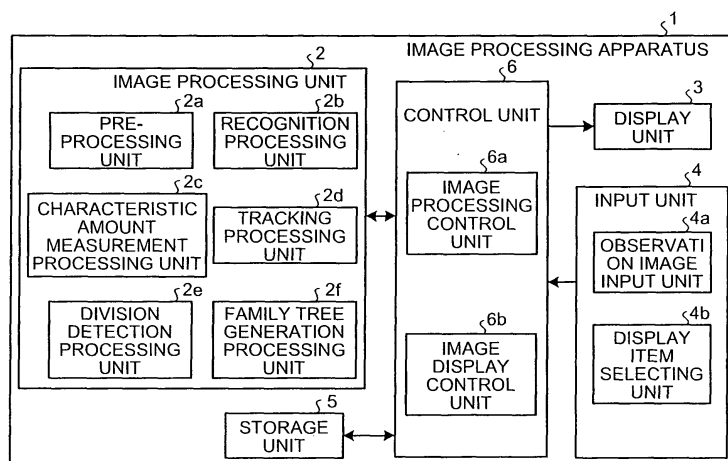 1
IMAGE PROCESSING APPARATUS
2
IMAGE PROCESSING UNIT
2a
PRE-
PROCESSING
UNIT
2b
RECOGNITION
PROCESSING
UNIT
2c
CHARACTERISTIC
AMOUNT
MEASUREMENT
PROCESSING UNIT
2d
TRACKING
PROCESSING
UNIT
2e
DIVISION
DETECTION
PROCESSING
UNIT
2f
FAMILY TREE
GENERATION
PROCESSING
UNIT
6
CONTROL UNIT
6a
IMAGE
PROCESSING
CONTROL
UNIT
6b
IMAGE
DISPLAY
CONTROL
UNIT
3
DISPLAY
UNIT
4
INPUT UNIT
4a
OBSERVATI
ON IMAGE
INPUT UNIT
4b
DISPLAY
ITEM
SELECTING
UNIT
5
STORAGE
UNIT